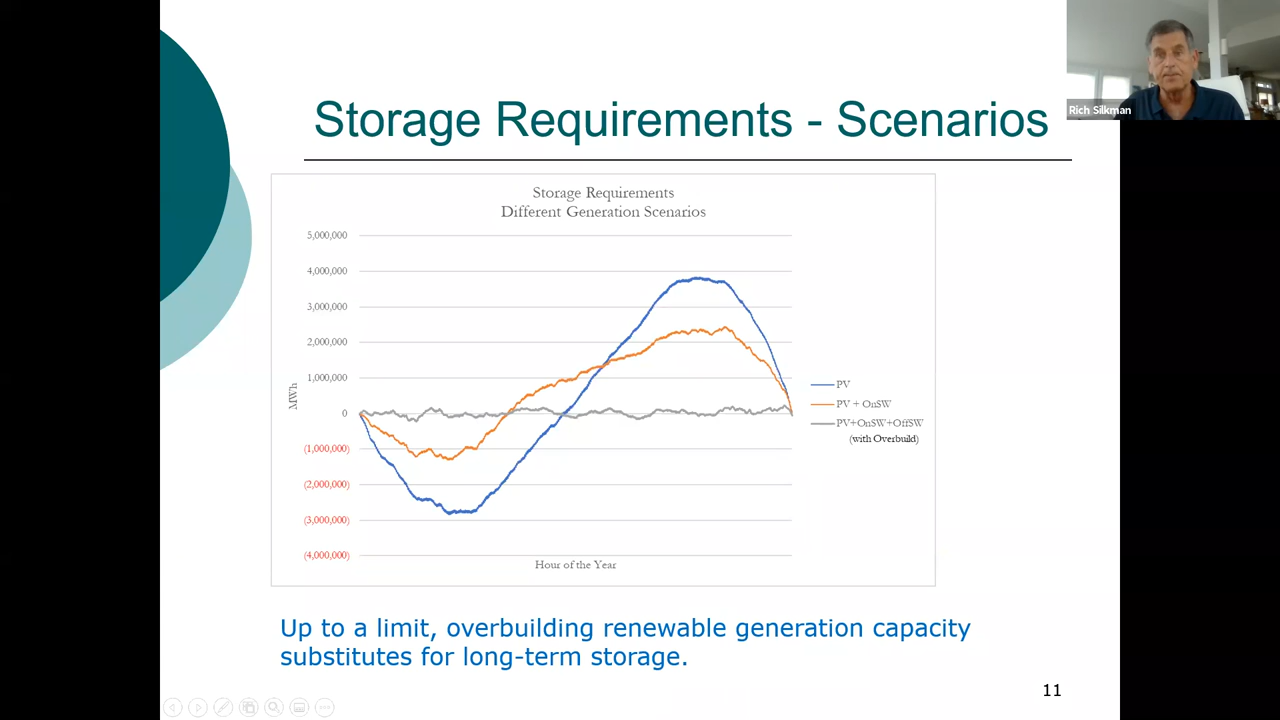 Rich Silkman
Storage Requirements - Scenarios
Storage Requirements
Different Generation Scenarios
5,000,000
4,000,000
3,000,000
2,000,000
1,000,000
0
(1,000,000)
(2,000,000)
(3,000,000)
(4,000,000)
MWh
Hour of the Year
PV
PV + OnSW
PV+OnSW+OffSW
(with Overbuild)
Up to a limit, overbuilding renewable generation capacity
substitutes for long-term storage.
11